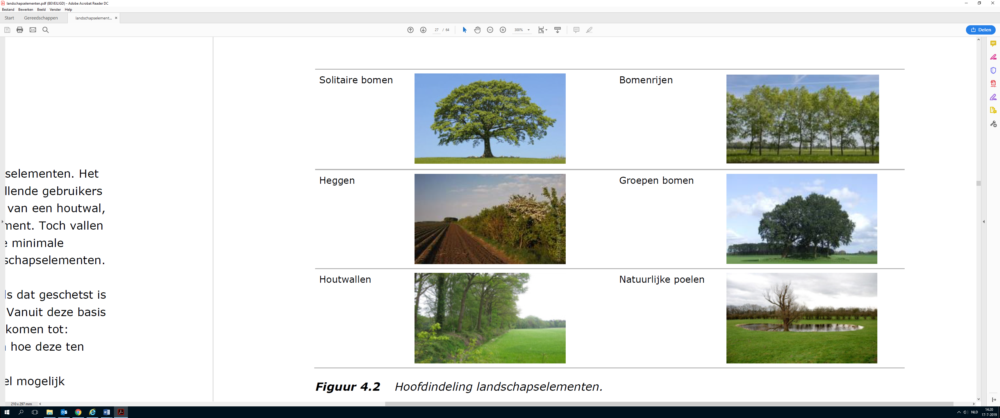 landschapselementen.pdf (BEVEILIGD) - Adobe Acrobat Reader DC
Bestand Bewerken Beeld Venster Help
Start Gereedschappen landschapselement... ×
27 / 64 300% Delen
selementen. Het
llende gebruikers
van een houtwal,
ment. Toch vallen
minimale
schapselementen.
ls dat geschetst is
Vanuit deze basis
komen tot:
hoe deze ten
el mogelijk
Solitaire bomen
Bomenrijen
Heggen
Groepen bomen
Houtwallen
Natuurlijke poelen
Figuur 4.2 Hoofdindeling landschapselementen.
210 x 297 mm
NLD
14:20
17-7-2019